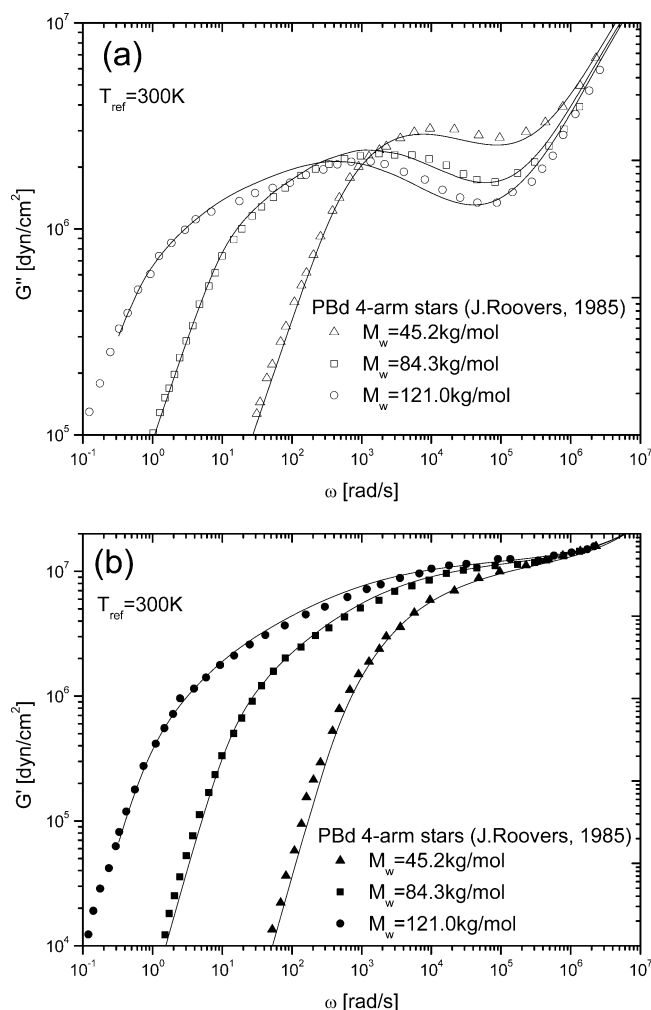 10⁷
(a)
T_ref=300K
G'' [dyn/cm²]
10⁶
PBd 4-arm stars (J.Roovers, 1985)
M_w=45.2kg/mol
M_w=84.3kg/mol
M_w=121.0kg/mol
10⁵
10⁻¹ 10⁰ 10¹ 10² 10³ 10⁴ 10⁵ 10⁶ 10⁷
ω [rad/s]
(b)
10⁷
T_ref=300K
10⁶
G' [dyn/cm²]
10⁵
PBd 4-arm stars (J.Roovers, 1985)
M_w=45.2kg/mol
M_w=84.3kg/mol
M_w=121.0kg/mol
10⁴
10⁻¹ 10⁰ 10¹ 10² 10³ 10⁴ 10⁵ 10⁶ 10⁷
ω [rad/s]